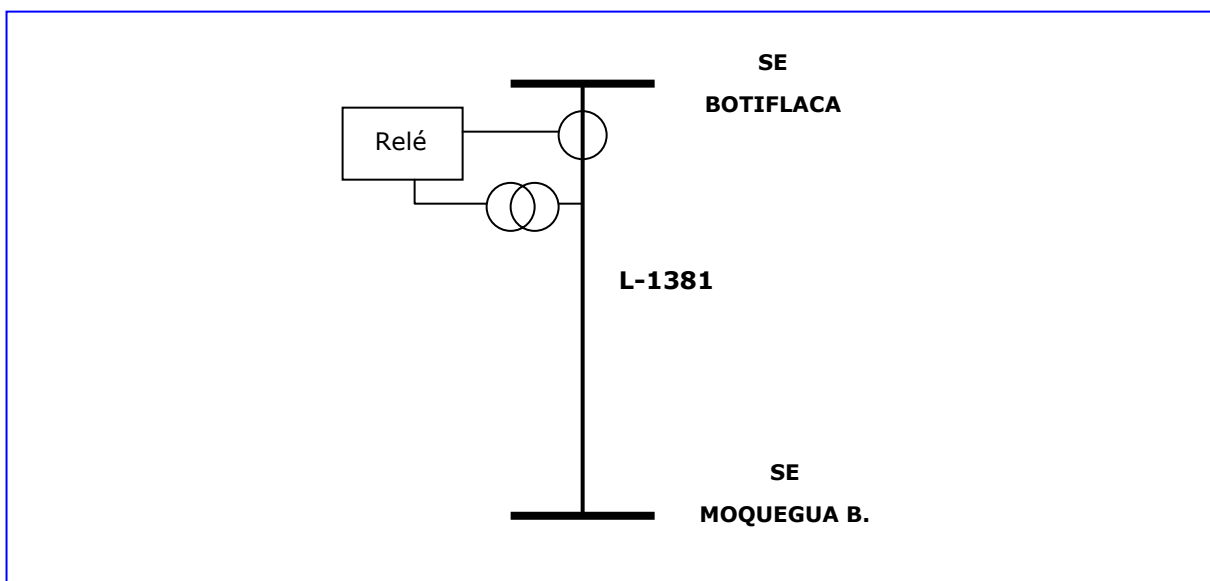 SE
BOTIFLACA
Relé
L-1381
SE
MOQUEGUA B.